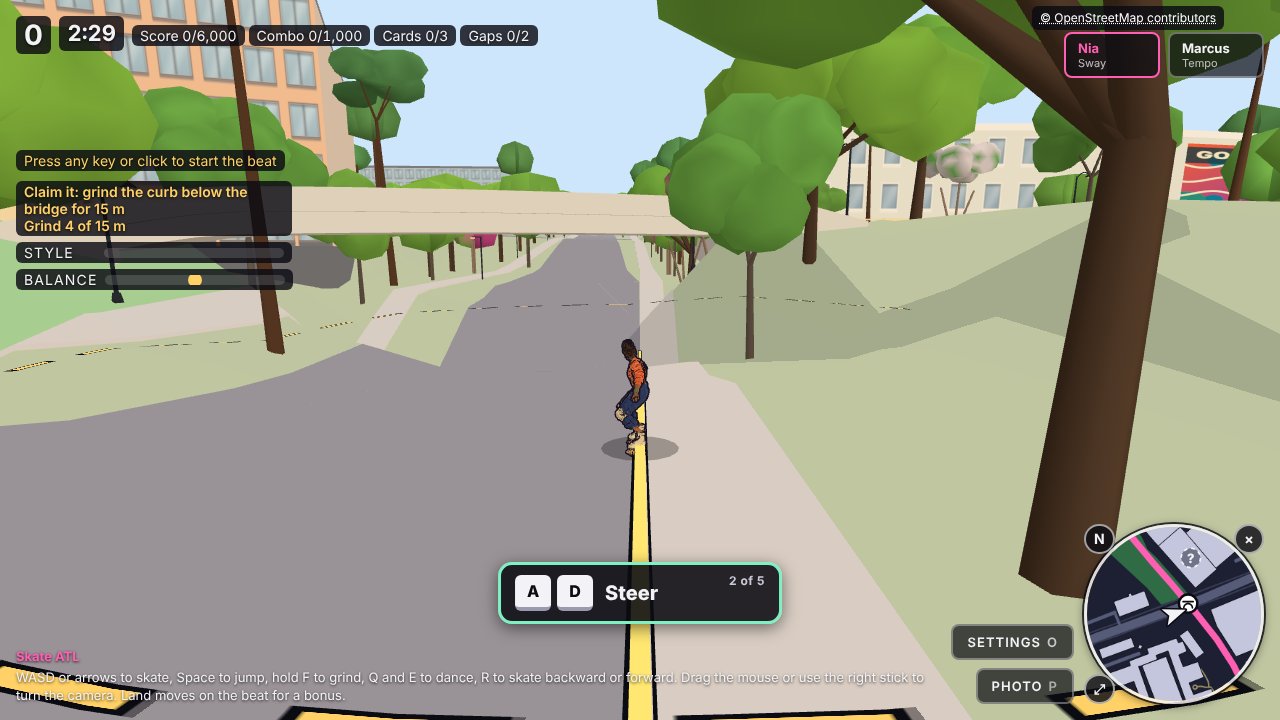 0
2:29
Score 0/6,000
Combo 0/1,000
Cards 0/3
Gaps 0/2
© OpenStreetMap contributors
Nia
Sway
Marcus
Tempo
GO
Press any key or click to start the beat
Claim it: grind the curb below the
bridge for 15 m
Grind 4 of 15 m
STYLE
BALANCE
A
D
Steer
2 of 5
N
×
?
SETTINGS O
PHOTO P
Skate ATL
WASD or arrows to skate, Space to jump, hold F to grind, Q and E to dance, R to skate backward or forward. Drag the mouse or use the right stick to
turn the camera. Land moves on the beat for a bonus.